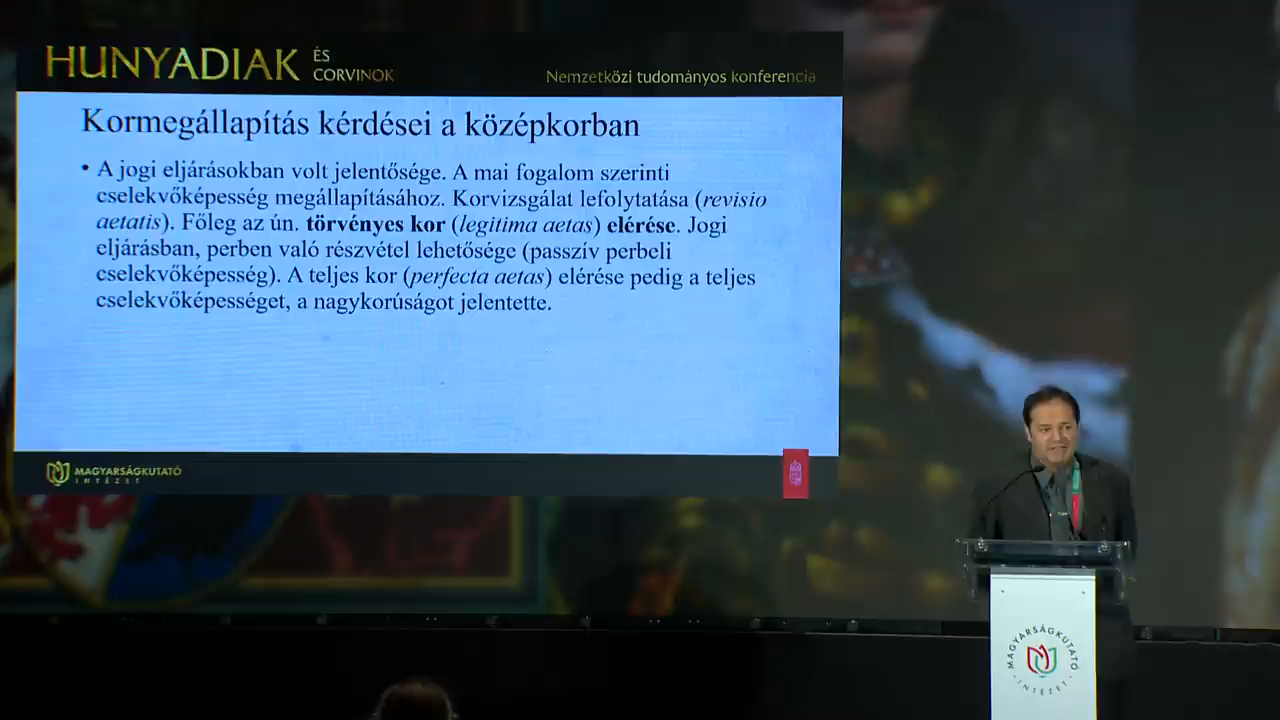 HUNYADIAK ÉS CORVINOK
Nemzetközi tudományos konferencia
Kormegállapítás kérdései a középkorban
• A jogi eljárásokban volt jelentősége. A mai fogalom szerinti
cselekvőképesség megállapításához. Korvizsgálat lefolytatása (revisio
aetatis). Főleg az ún. törvényes kor (legitima aetas) elérése. Jogi
eljárásban, perben való részvétel lehetősége (passzív perbeli
cselekvőképesség). A teljes kor (perfecta aetas) elérése pedig a teljes
cselekvőképességet, a nagykorúságot jelentette.
MAGYARSÁGKUTATÓ
INTÉZET
MAGYARSÁGKUTATÓ
INTÉZET